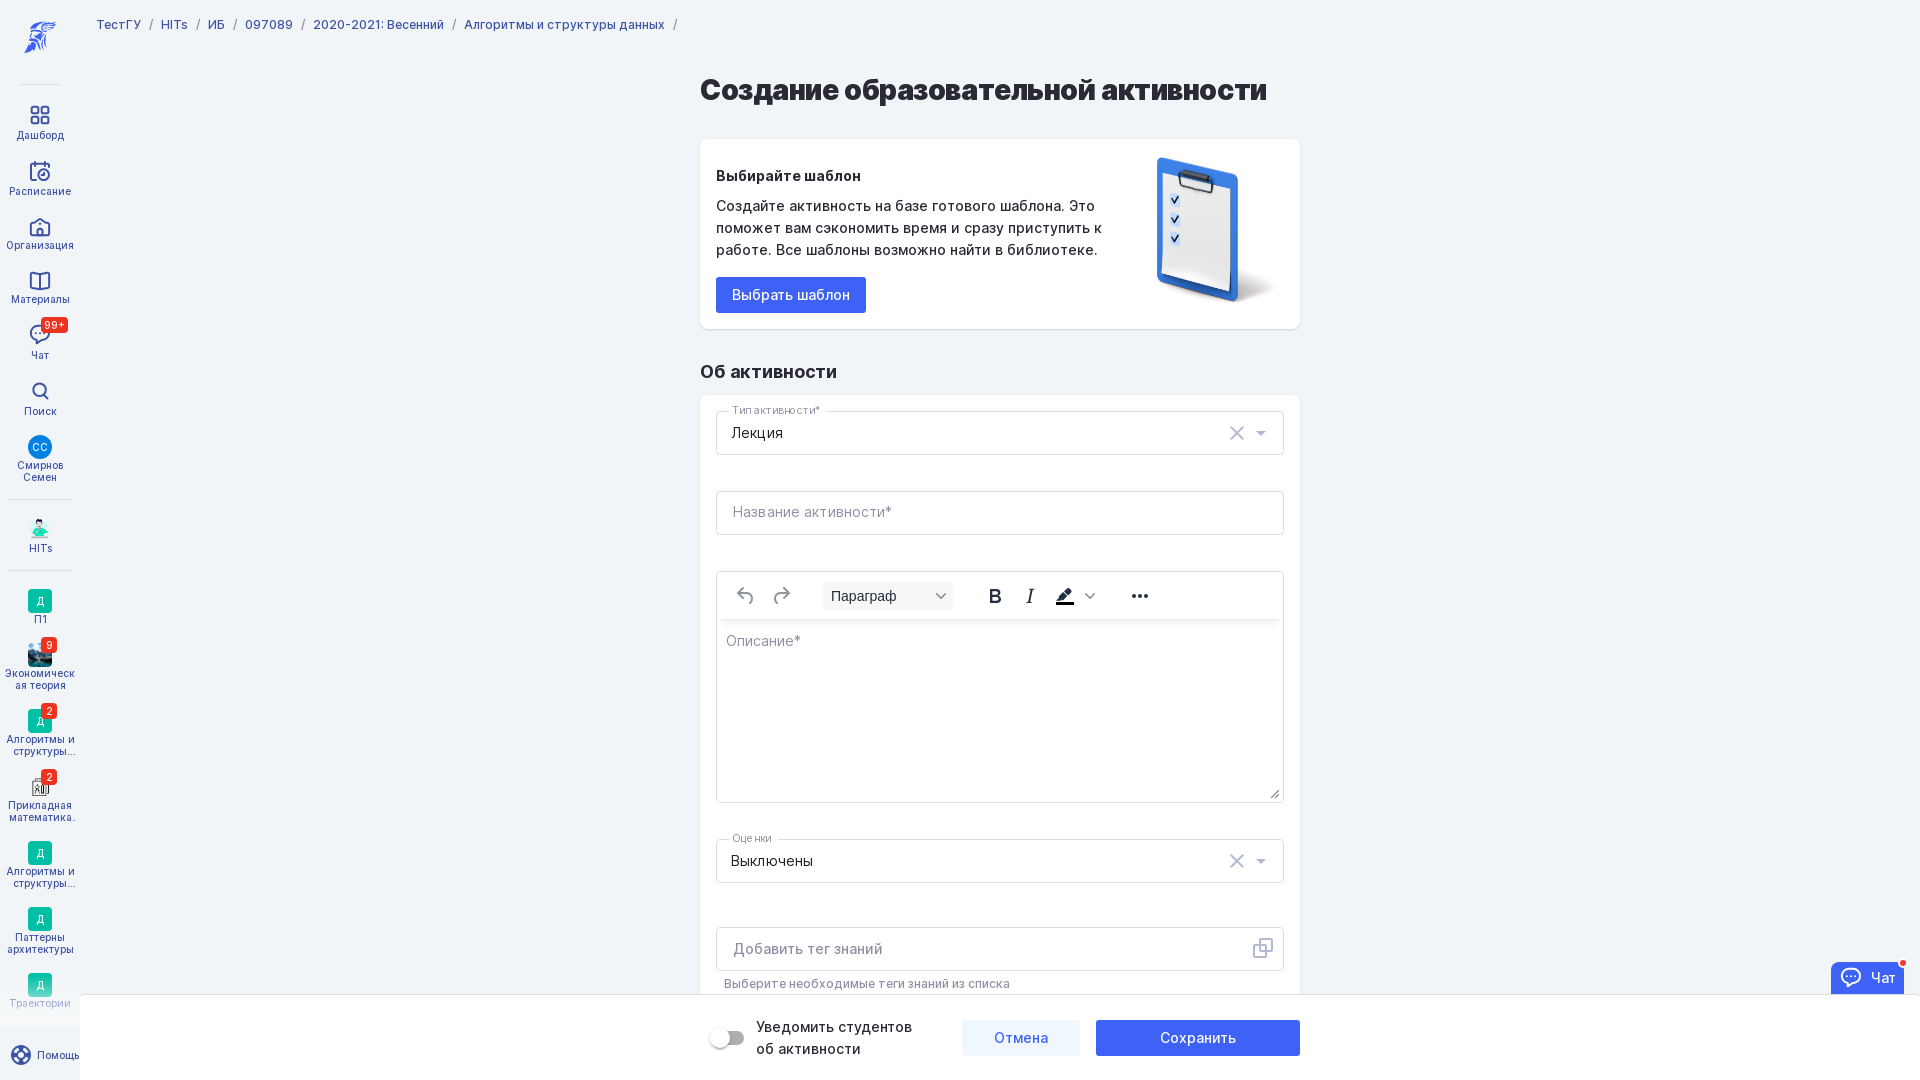 ТестГУ / HITs / ИБ / 097089 / 2020-2021: Весенний / Алгоритмы и структуры данных /
Дашборд
Расписание
Организация
Материалы
99+
Чат
Поиск
СС
Смирнов
Семен
HITs
Д
П1
9
Экономическ
ая теория
2
Д
Алгоритмы и
структуры...
2
Прикладная
математика.
Д
Алгоритмы и
структуры...
Д
Паттерны
архитектуры
Д
Траектории
Помощь
Создание образовательной активности
Выбирайте шаблон
Создайте активность на базе готового шаблона. Это
поможет вам сэкономить время и сразу приступить к
работе. Все шаблоны возможно найти в библиотеке.
Выбрать шаблон
Об активности
Тип активности*
Лекция
Название активности*
Параграф
B I
Описание*
Оценки
Выключены
Добавить тег знаний
Выберите необходимые теги знаний из списка
Чат
Уведомить студентов
об активности
Отмена
Сохранить